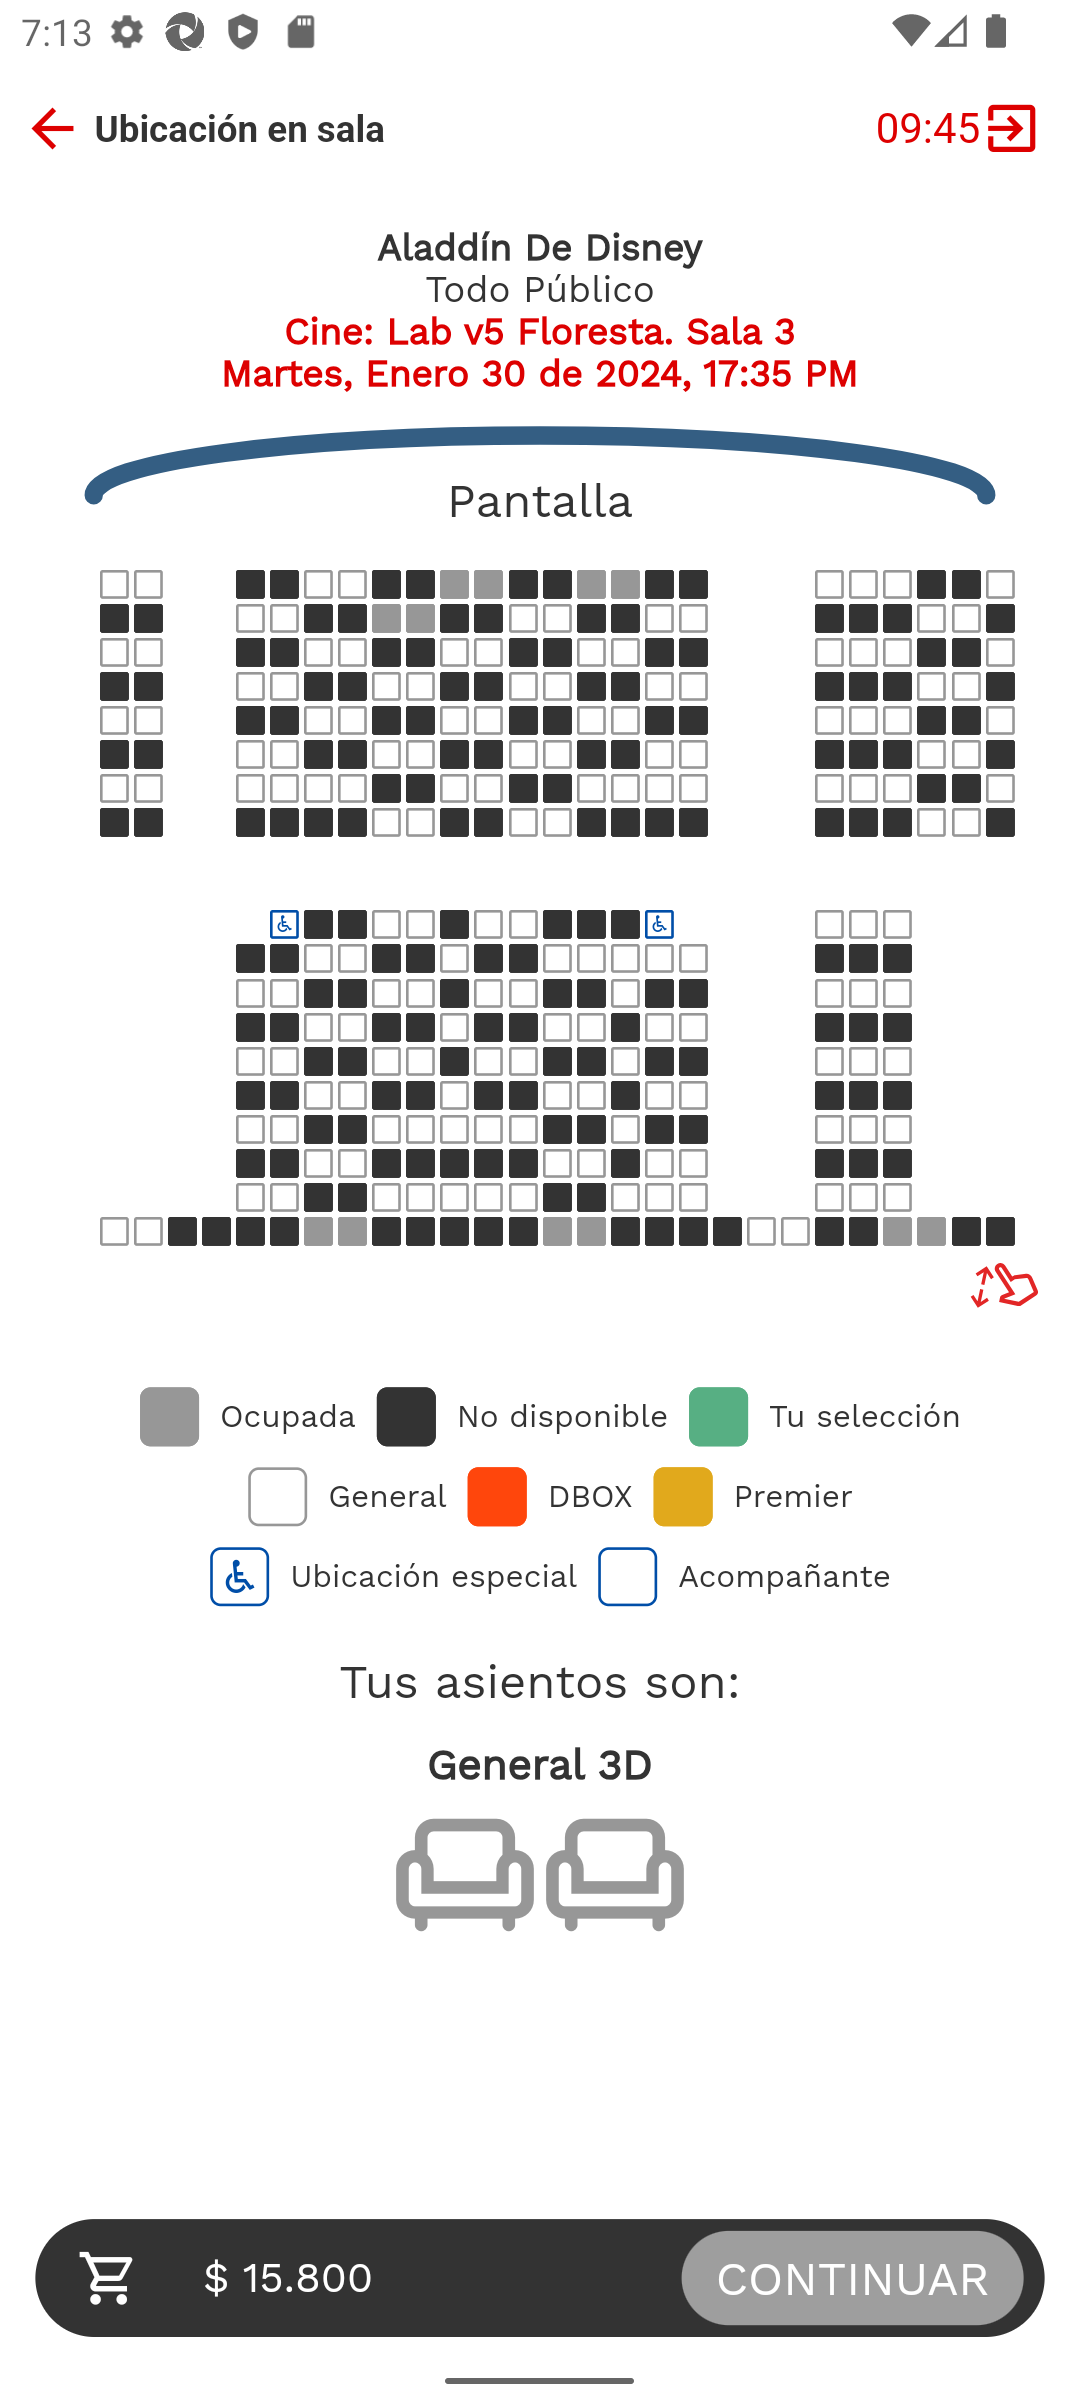 7:13
Ubicación en sala
09:45
Aladdín De Disney
Todo Público
Cine: Lab v5 Floresta. Sala 3
Martes, Enero 30 de 2024, 17:35 PM
Pantalla
Ocupada No disponible Tu selección
General DBOX Premier
Ubicación especial Acompañante
Tus asientos son:
General 3D
$ 15.800 CONTINUAR